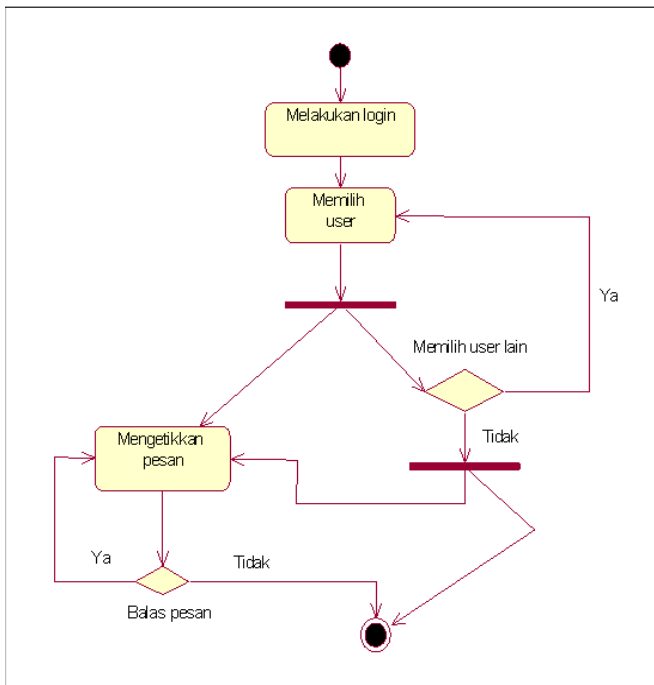 Melakukan login
Memilih
user
Ya
Memilih user lain
Tidak
Mengetikkan
pesan
Ya
Tidak
Balas pesan